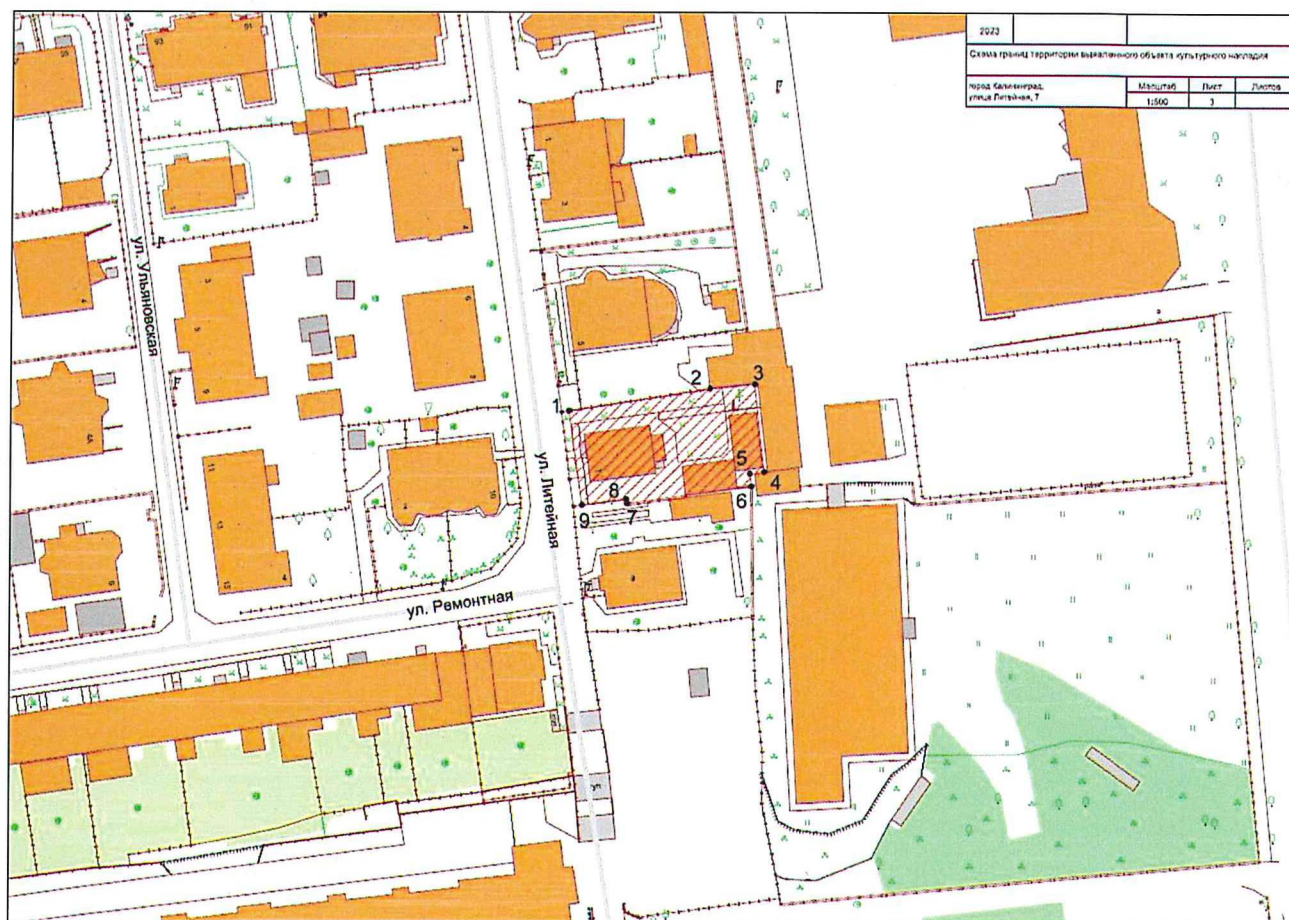 2023
Схема границ территории выявленного объекта культурного наследия
город Калининград,
улица Литейная, 7
Масштаб
Лист
Листов
1:500
3
ул. Ульяновская
ул. Литейная
ул. Ремонтная
1
2
3
4
5
6
7
8
9